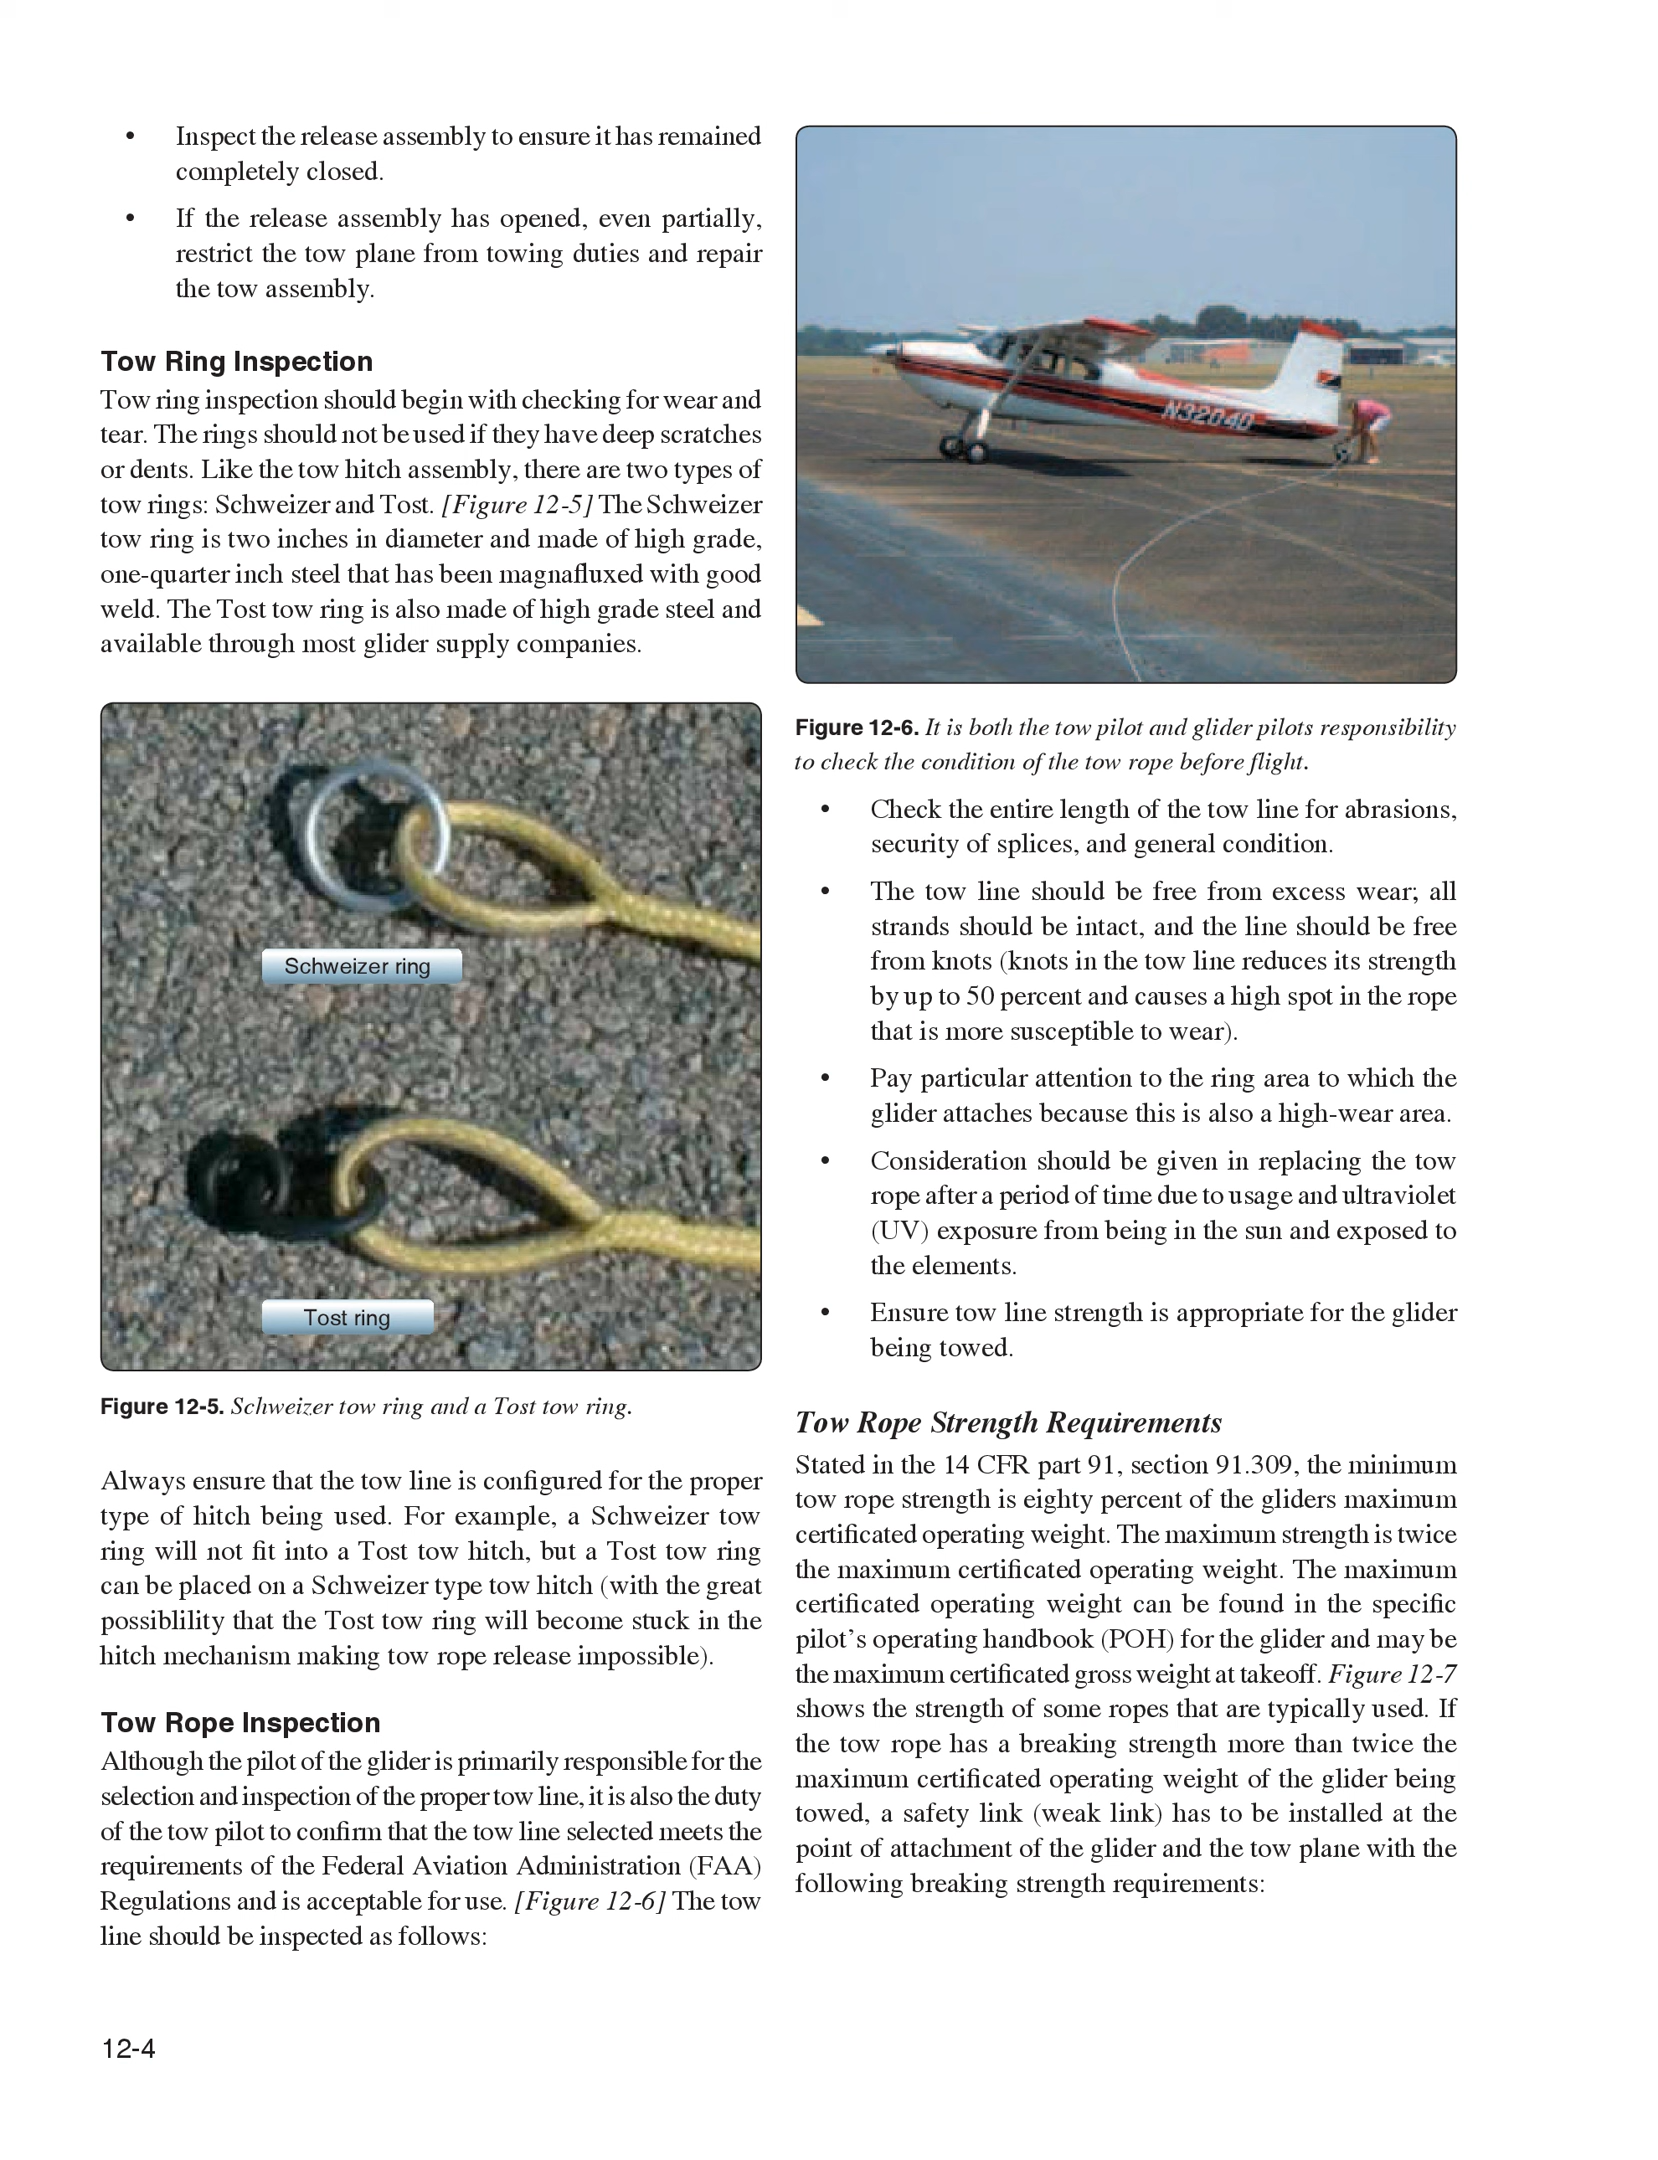 • Inspect the release assembly to ensure it has remained
completely closed.
• If the release assembly has opened, even partially,
restrict the tow plane from towing duties and repair
the tow assembly.
Tow Ring Inspection
Tow ring inspection should begin with checking for wear and
tear. The rings should not be used if they have deep scratches
or dents. Like the tow hitch assembly, there are two types of
tow rings: Schweizer and Tost. [Figure 12-5] The Schweizer
tow ring is two inches in diameter and made of high grade,
one-quarter inch steel that has been magnafluxed with good
weld. The Tost tow ring is also made of high grade steel and
available through most glider supply companies.
Schweizer ring
Tost ring
Figure 12-5. Schweizer tow ring and a Tost tow ring.
Always ensure that the tow line is configured for the proper
type of hitch being used. For example, a Schweizer tow
ring will not fit into a Tost tow hitch, but a Tost tow ring
can be placed on a Schweizer type tow hitch (with the great
possiblility that the Tost tow ring will become stuck in the
hitch mechanism making tow rope release impossible).
Tow Rope Inspection
Although the pilot of the glider is primarily responsible for the
selection and inspection of the proper tow line, it is also the duty
of the tow pilot to confirm that the tow line selected meets the
requirements of the Federal Aviation Administration (FAA)
Regulations and is acceptable for use. [Figure 12-6] The tow
line should be inspected as follows:
N3204D
Figure 12-6. It is both the tow pilot and glider pilots responsibility
to check the condition of the tow rope before flight.
• Check the entire length of the tow line for abrasions,
security of splices, and general condition.
• The tow line should be free from excess wear; all
strands should be intact, and the line should be free
from knots (knots in the tow line reduces its strength
by up to 50 percent and causes a high spot in the rope
that is more susceptible to wear).
• Pay particular attention to the ring area to which the
glider attaches because this is also a high-wear area.
• Consideration should be given in replacing the tow
rope after a period of time due to usage and ultraviolet
(UV) exposure from being in the sun and exposed to
the elements.
• Ensure tow line strength is appropriate for the glider
being towed.
Tow Rope Strength Requirements
Stated in the 14 CFR part 91, section 91.309, the minimum
tow rope strength is eighty percent of the gliders maximum
certificated operating weight. The maximum strength is twice
the maximum certificated operating weight. The maximum
certificated operating weight can be found in the specific
pilot’s operating handbook (POH) for the glider and may be
the maximum certificated gross weight at takeoff. Figure 12-7
shows the strength of some ropes that are typically used. If
the tow rope has a breaking strength more than twice the
maximum certificated operating weight of the glider being
towed, a safety link (weak link) has to be installed at the
point of attachment of the glider and the tow plane with the
following breaking strength requirements:
12-4